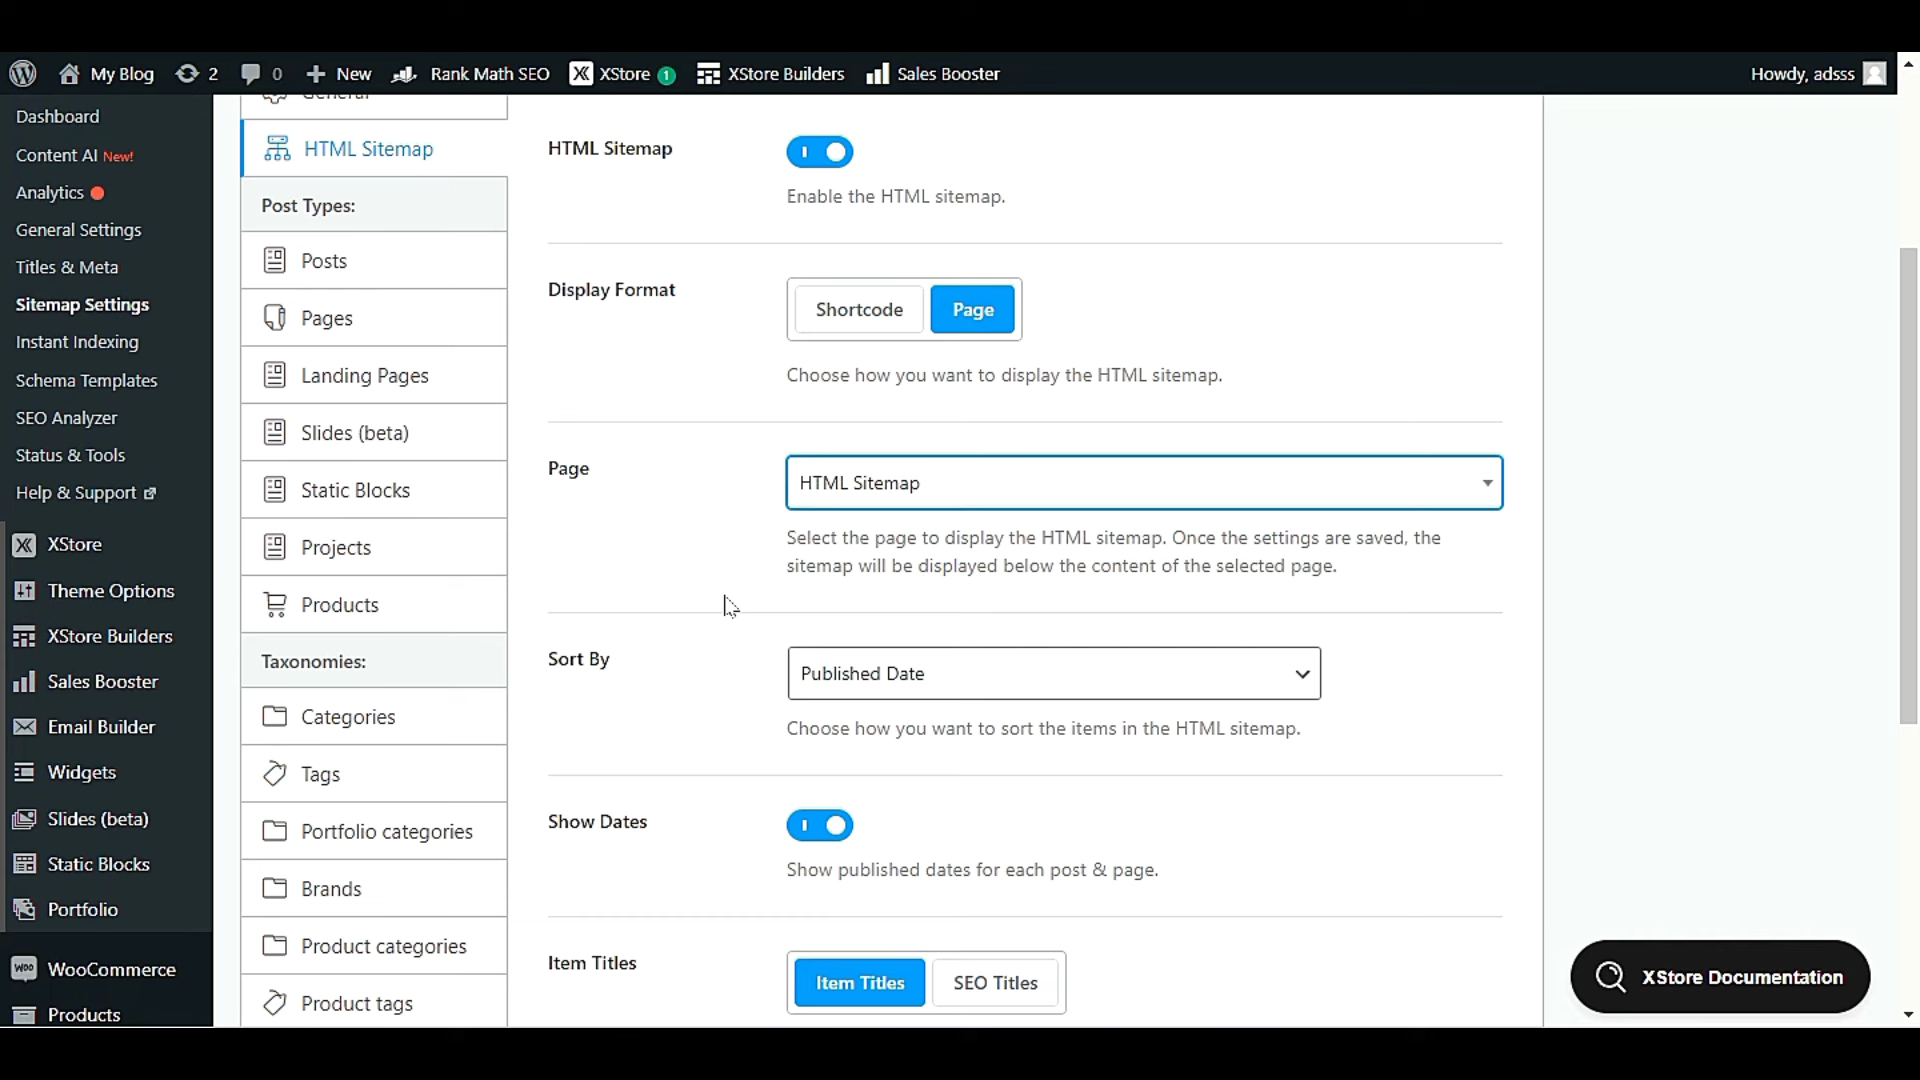 My Blog 2 0 New Rank Math SEO XStore 1 XStore Builders Sales Booster Howdy, adsss
Dashboard
Content AI New!
Analytics
General Settings
Titles & Meta
Sitemap Settings
Instant Indexing
Schema Templates
SEO Analyzer
Status & Tools
Help & Support
XStore
Theme Options
XStore Builders
Sales Booster
Email Builder
Widgets
Slides (beta)
Static Blocks
Portfolio
WooCommerce
Products
General
HTML Sitemap
Post Types:
Posts
Pages
Landing Pages
Slides (beta)
Static Blocks
Projects
Products
Taxonomies:
Categories
Tags
Portfolio categories
Brands
Product categories
Product tags
HTML Sitemap
Enable the HTML sitemap.
Display Format
Shortcode Page
Choose how you want to display the HTML sitemap.
Page
HTML Sitemap
Select the page to display the HTML sitemap. Once the settings are saved, the
sitemap will be displayed below the content of the selected page.
Sort By
Published Date
Choose how you want to sort the items in the HTML sitemap.
Show Dates
Show published dates for each post & page.
Item Titles
Item Titles SEO Titles
XStore Documentation